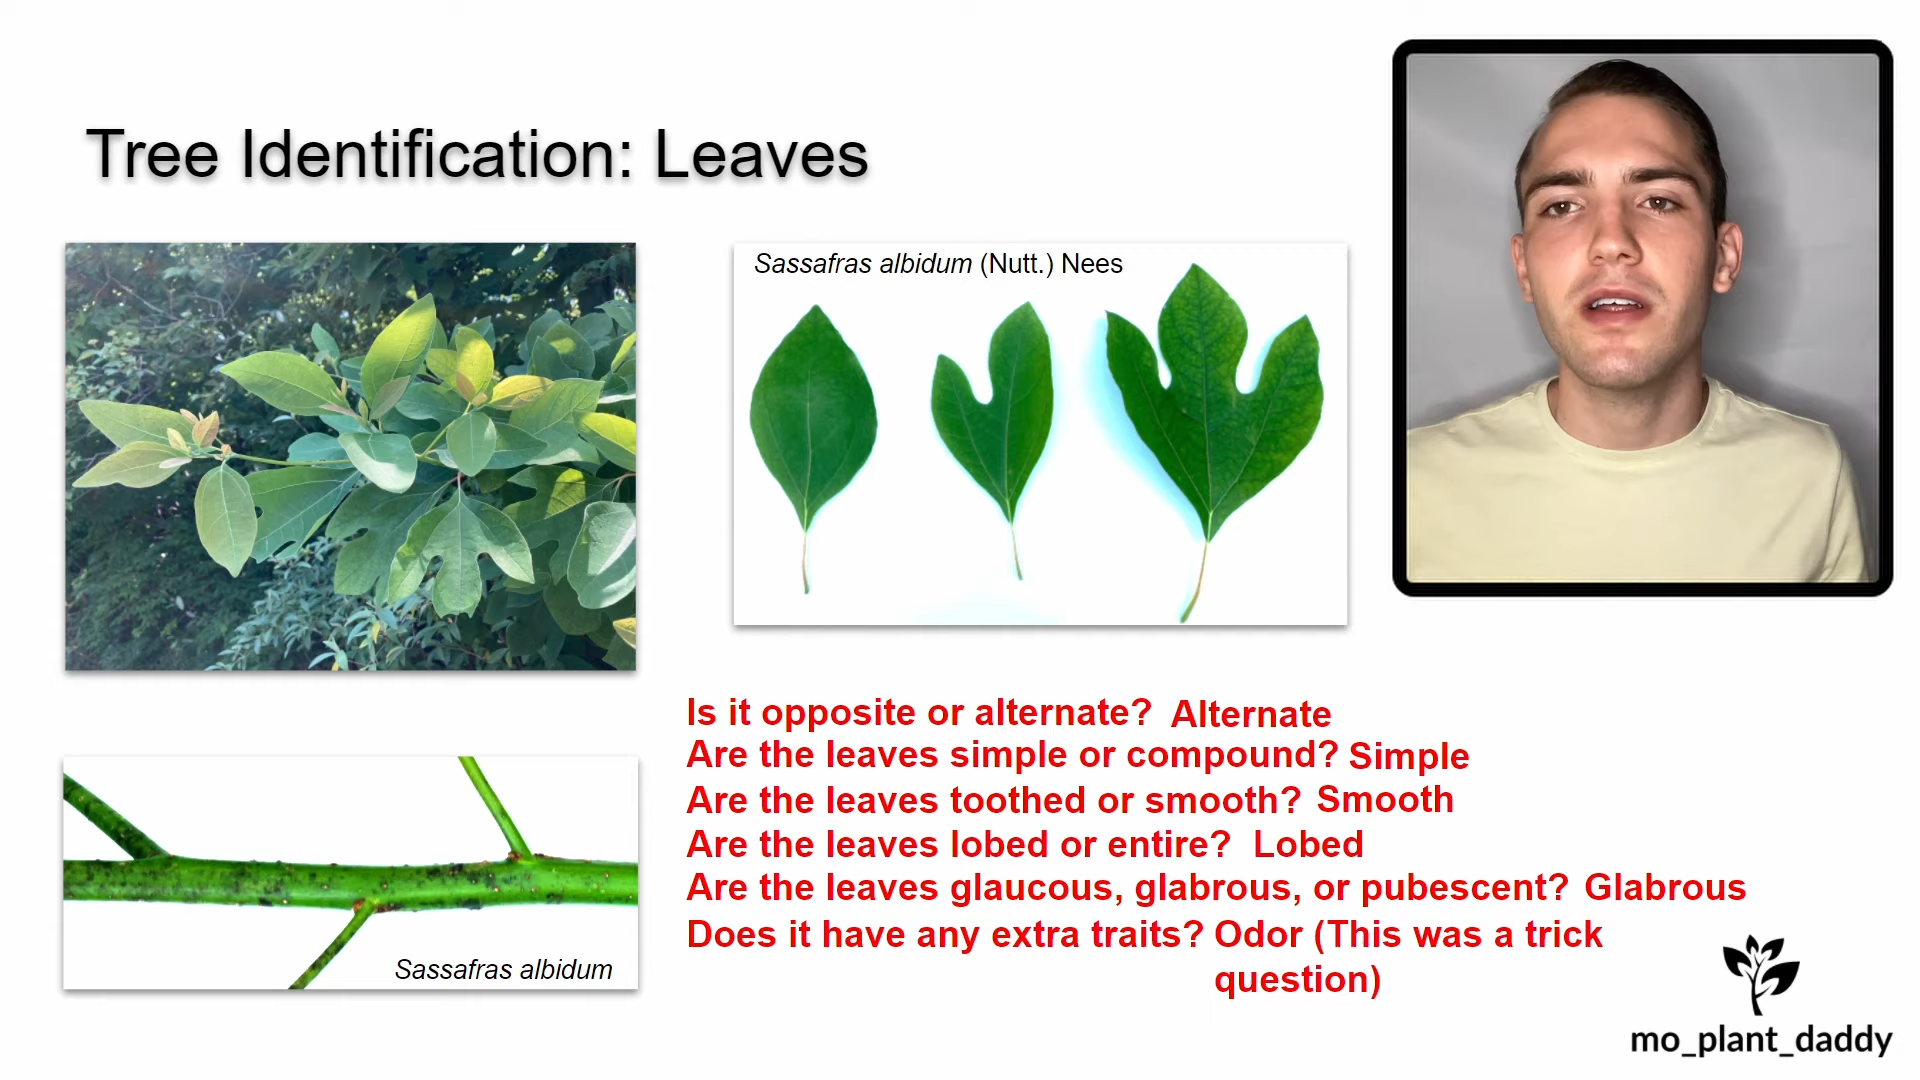 Tree Identification: Leaves
Sassafras albidum (Nutt.) Nees
Is it opposite or alternate? Alternate
Are the leaves simple or compound? Simple
Are the leaves toothed or smooth? Smooth
Are the leaves lobed or entire? Lobed
Are the leaves glaucous, glabrous, or pubescent? Glabrous
Does it have any extra traits? Odor (This was a trick
question)
Sassafras albidum
mo_plant_daddy